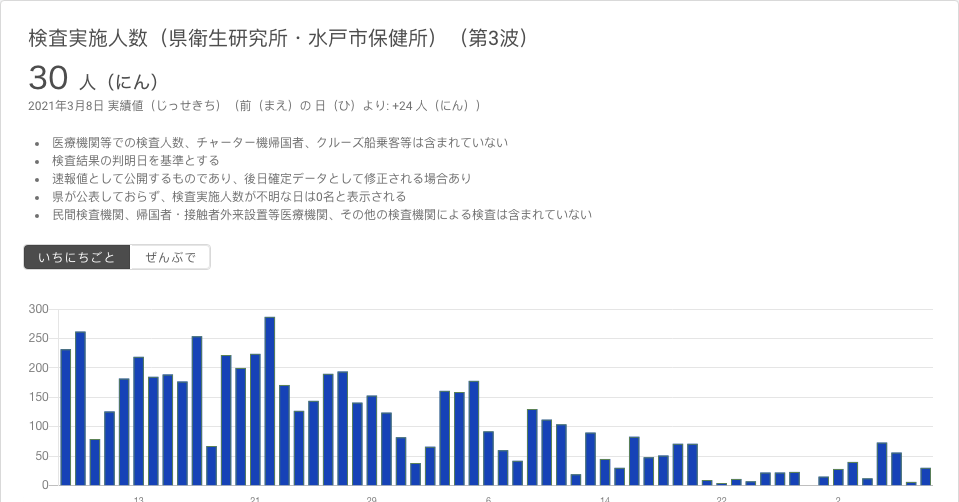 検査実施人数（県衛生研究所・水戸市保健所）（第3波）
30 人（にん）
2021年3月8日 実績値（じっせきち）（前（まえ）の 日（ひ）より: +24 人（にん））
医療機関等での検査人数、チャーター機帰国者、クルーズ船乗客等は含まれていない
検査結果の判明日を基準とする
速報値として公開するものであり、後日確定データとして修正される場合あり
県が公表しておらず、検査実施人数が不明な日は0名と表示される
民間検査機関、帰国者・接触者外来設置等医療機関、その他の検査機関による検査は含まれていない
いちにちごと ぜんぶで
300
250
200
150
100
50
0
13 21 29 6 14 22 2